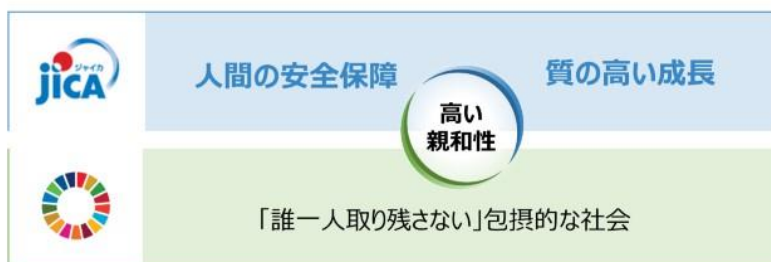 ジャイカ
jICA
人間の安全保障
質の高い成長
高い
親和性
「誰一人取り残さない」包摂的な社会